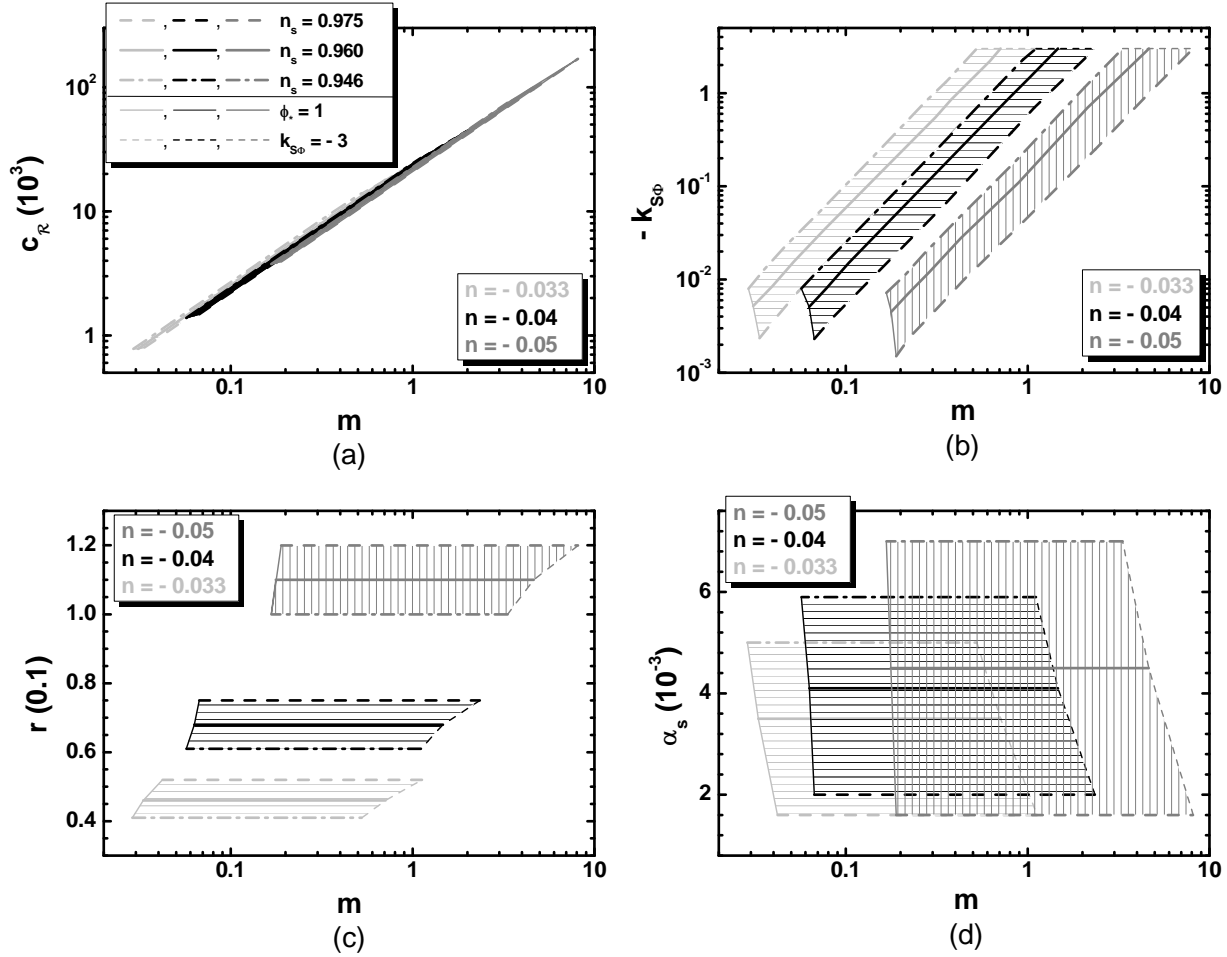 , , n_s = 0.975
, , n_s = 0.960
, , n_s = 0.946
, , ϕ_* = 1
, , k_SΦ = - 3
10^2
10
1
c_ℛ (10^3)
n = - 0.033
n = - 0.04
n = - 0.05
0.1 1 10
m
(a)
1
10^-1
10^-2
10^-3
- k_SΦ
n = - 0.033
n = - 0.04
n = - 0.05
0.1 1 10
m
(b)
n = - 0.05
n = - 0.04
n = - 0.033
1.2
1.0
0.8
0.6
0.4
r (0.1)
0.1 1 10
m
(c)
n = - 0.05
n = - 0.04
n = - 0.033
6
4
2
α_s (10^-3)
0.1 1 10
m
(d)